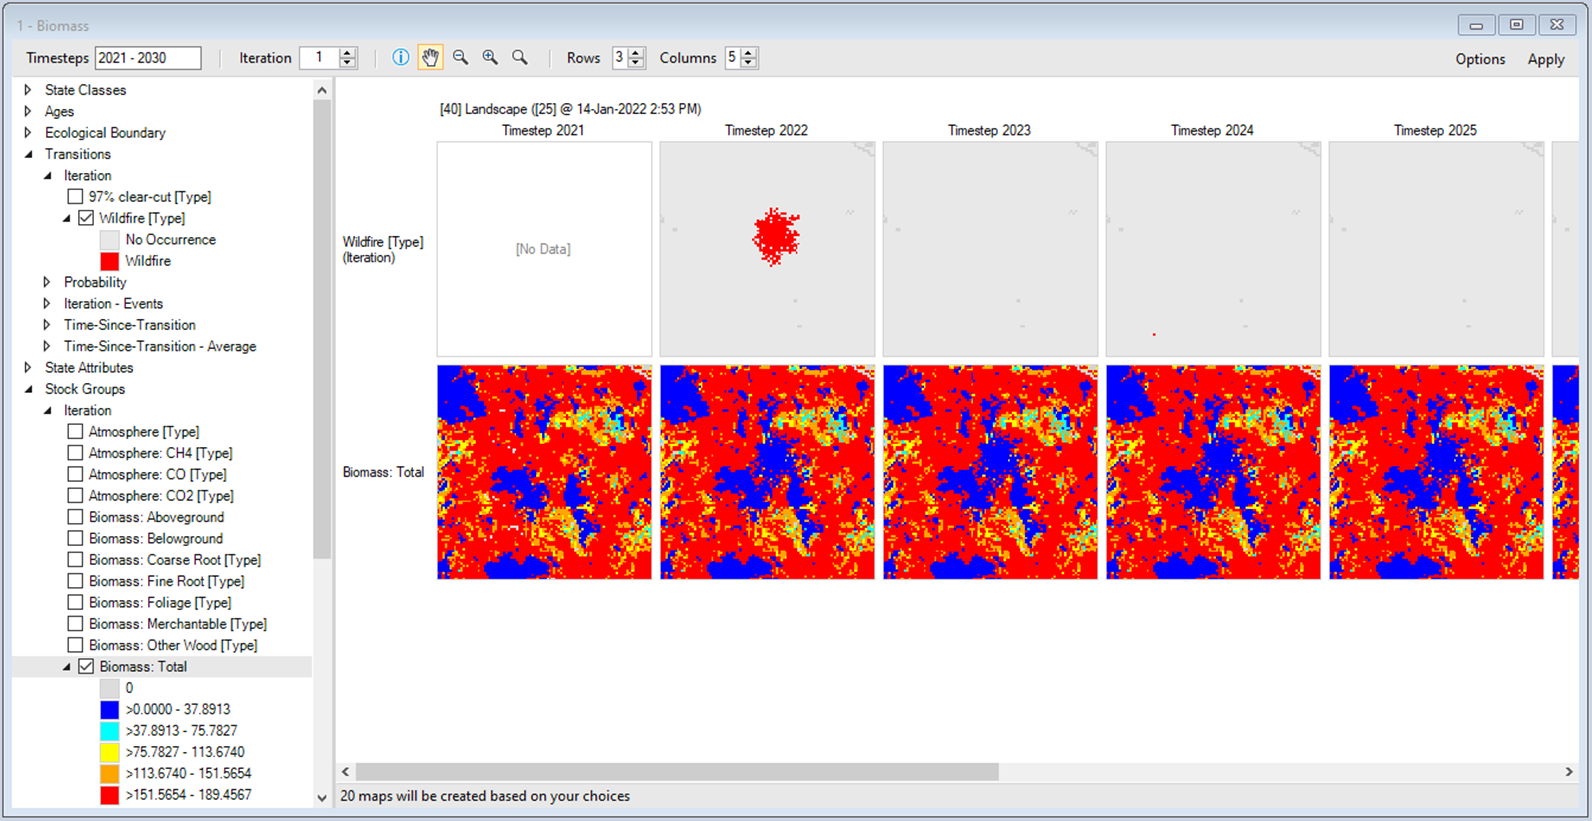 1 - Biomass
Timesteps 2021 - 2030 Iteration 1 Rows 3 Columns 5 Options Apply
State Classes
Ages
Ecological Boundary
Transitions
Iteration
97% clear-cut [Type]
Wildfire [Type]
No Occurrence
Wildfire
Probability
Iteration - Events
Time-Since-Transition
Time-Since-Transition - Average
State Attributes
Stock Groups
Iteration
Atmosphere [Type]
Atmosphere: CH4 [Type]
Atmosphere: CO [Type]
Atmosphere: CO2 [Type]
Biomass: Aboveground
Biomass: Belowground
Biomass: Coarse Root [Type]
Biomass: Fine Root [Type]
Biomass: Foliage [Type]
Biomass: Merchantable [Type]
Biomass: Other Wood [Type]
Biomass: Total
0
>0.0000 - 37.8913
>37.8913 - 75.7827
>75.7827 - 113.6740
>113.6740 - 151.5654
>151.5654 - 189.4567
[40] Landscape ([25] @ 14-Jan-2022 2:53 PM)
Timestep 2021 Timestep 2022 Timestep 2023 Timestep 2024 Timestep 2025
Wildfire [Type]
(Iteration)
[No Data]
Biomass: Total
20 maps will be created based on your choices